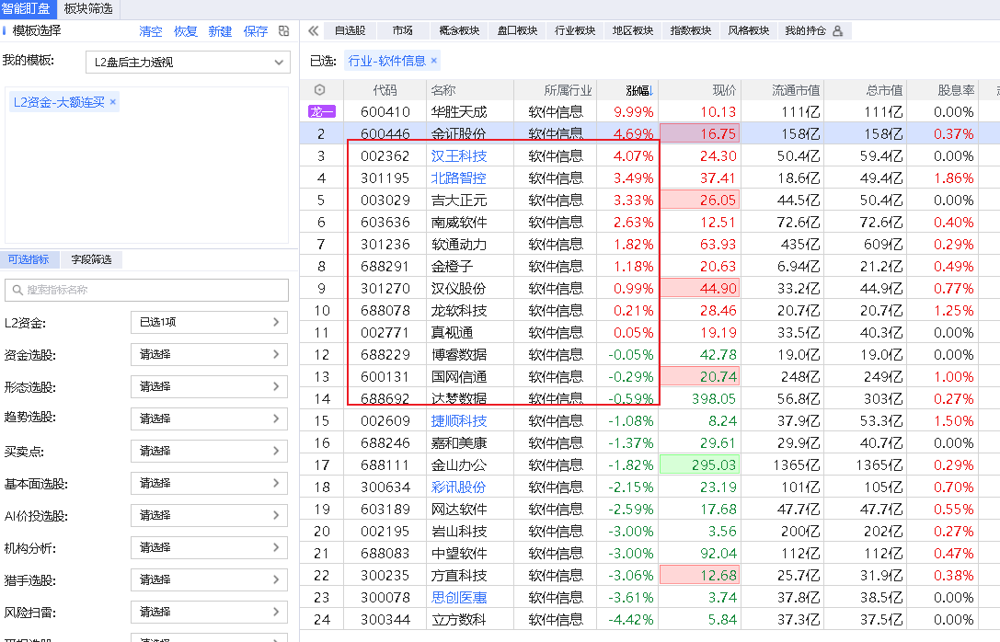 智能盯盘 板块筛选
模板选择 清空 恢复 新建 保存
我的模板: L2盘后主力透视
L2资金-大额连买 ×
可选指标 字段筛选
搜索指标名称
L2资金: 已选1项
资金选股: 请选择
形态选股: 请选择
趋势选股: 请选择
买卖点: 请选择
基本面选股: 请选择
AI价投选股: 请选择
机构分析: 请选择
猎手选股: 请选择
风险扫雷: 请选择
请选择
自选股 市场 概念板块 盘口板块 行业板块 地区板块 指数板块 风格板块 我的持仓
已选: 行业-软件信息 ×
代码 名称 所属行业 涨幅↓ 现价 流通市值 总市值 股息率
龙一 600410 华胜天成 软件信息 9.99% 10.13 111亿 111亿 0.00%
2 600446 金证股份 软件信息 4.69% 16.75 158亿 158亿 0.37%
3 002362 汉王科技 软件信息 4.07% 24.30 50.4亿 59.4亿 0.00%
4 301195 北路智控 软件信息 3.49% 37.41 18.6亿 49.4亿 1.86%
5 003029 吉大正元 软件信息 3.33% 26.05 44.5亿 50.4亿 0.00%
6 603636 南威软件 软件信息 2.63% 12.51 72.6亿 72.6亿 0.40%
7 301236 软通动力 软件信息 1.82% 63.93 435亿 609亿 0.29%
8 688291 金橙子 软件信息 1.18% 20.63 6.94亿 21.2亿 0.49%
9 301270 汉仪股份 软件信息 0.99% 44.90 33.2亿 44.9亿 0.77%
10 688078 龙软科技 软件信息 0.21% 28.46 20.7亿 20.7亿 1.25%
11 002771 真视通 软件信息 0.05% 19.19 33.5亿 40.3亿 0.00%
12 688229 博睿数据 软件信息 -0.05% 42.78 19.0亿 19.0亿 0.00%
13 600131 国网信通 软件信息 -0.29% 20.74 248亿 249亿 1.00%
14 688692 达梦数据 软件信息 -0.59% 398.05 56.8亿 303亿 0.27%
15 002609 捷顺科技 软件信息 -1.08% 8.24 37.9亿 53.3亿 1.50%
16 688246 嘉和美康 软件信息 -1.37% 29.61 29.9亿 40.7亿 0.00%
17 688111 金山办公 软件信息 -1.82% 295.03 1365亿 1365亿 0.29%
18 300634 彩讯股份 软件信息 -2.15% 23.19 101亿 105亿 0.70%
19 603189 网达软件 软件信息 -2.59% 17.68 47.7亿 47.7亿 0.55%
20 002195 岩山科技 软件信息 -3.00% 3.56 200亿 202亿 0.27%
21 688083 中望软件 软件信息 -3.00% 92.04 112亿 112亿 0.47%
22 300235 方直科技 软件信息 -3.06% 12.68 25.7亿 31.9亿 0.38%
23 300078 思创医惠 软件信息 -3.61% 3.74 37.8亿 38.5亿 0.00%
24 300344 立方数科 软件信息 -4.42% 5.84 37.3亿 37.5亿 0.00%